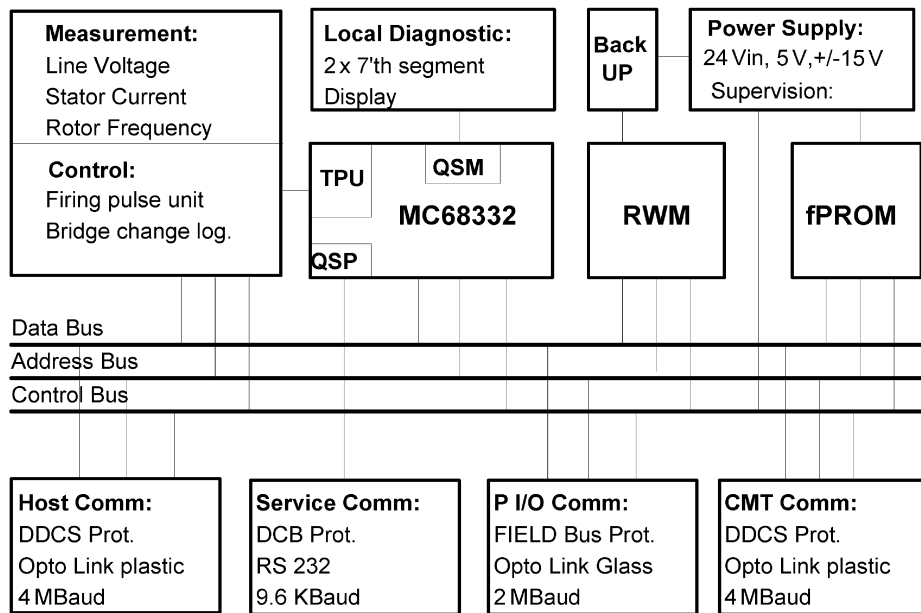 Measurement:
Line Voltage
Stator Current
Rotor Frequency
Control:
Firing pulse unit
Bridge change log.
Local Diagnostic:
2 x 7'th segment
Display
Back
UP
Power Supply:
24 Vin, 5 V,+/-15 V
Supervision:
TPU
QSM
MC68332
QSP
RWM
fPROM
Data Bus
Address Bus
Control Bus
Host Comm:
DDCS Prot.
Opto Link plastic
4 MBaud
Service Comm:
DCB Prot.
RS 232
9.6 KBaud
P I/O Comm:
FIELD Bus Prot.
Opto Link Glass
2 MBaud
CMT Comm:
DDCS Prot.
Opto Link plastic
4 MBaud